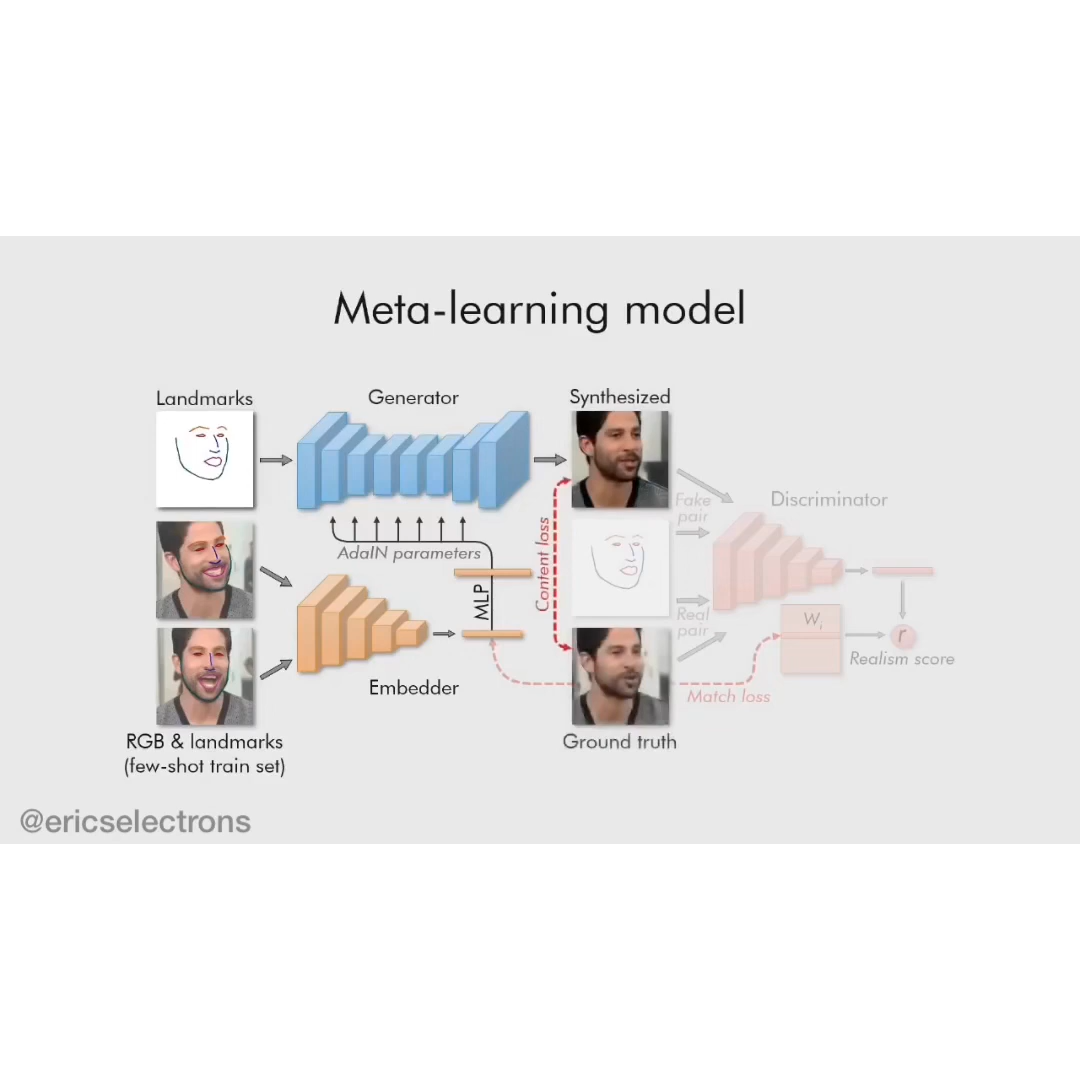 Meta-learning model
Landmarks
Generator
Synthesized
AdaIN parameters
MLP
Embedder
RGB & landmarks
(few-shot train set)
Content loss
Fake
pair
Discriminator
Real
pair
Wi
r
Realism score
Match loss
Ground truth
@ericselectrons